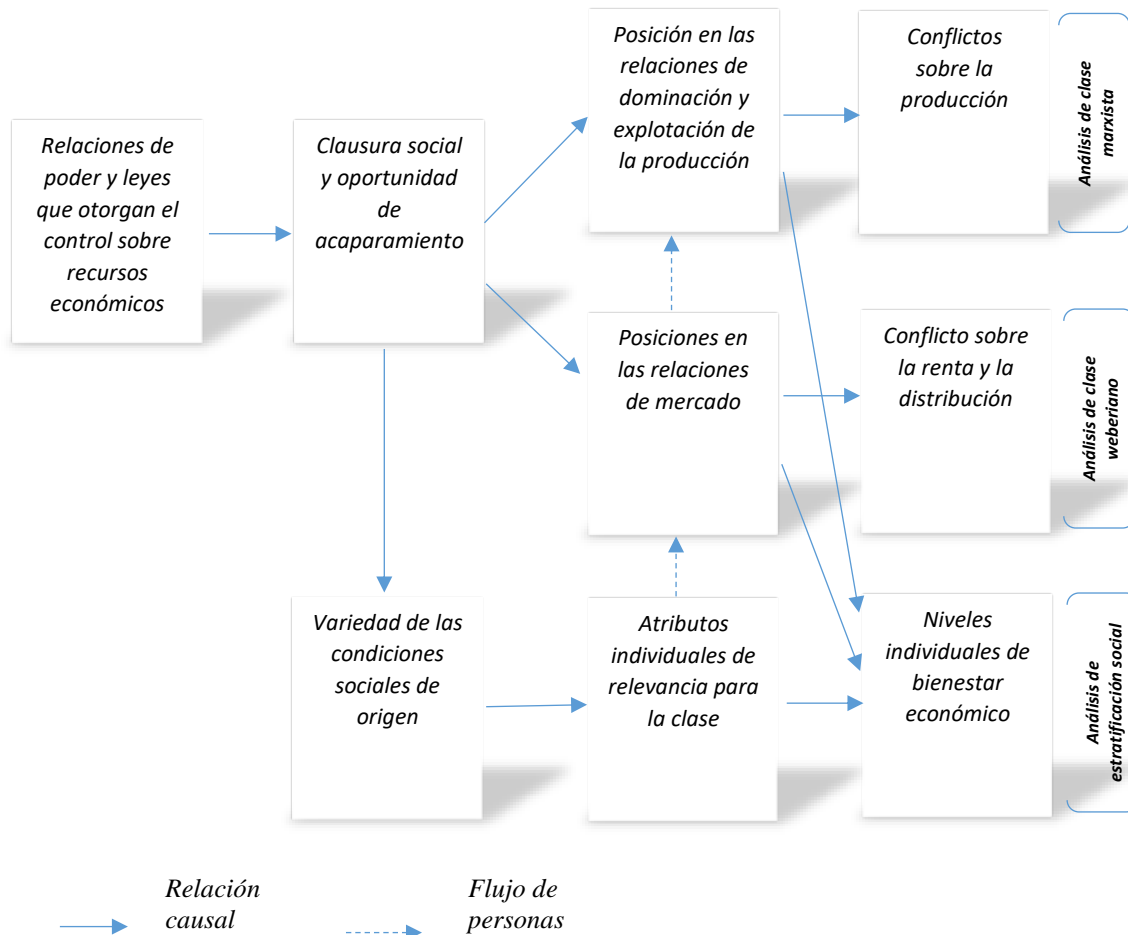 Relaciones de
poder y leyes
que otorgan el
control sobre
recursos
económicos
Clausura social
y oportunidad
de
acaparamiento
Posición en las
relaciones de
dominación y
explotación de
la producción
Conflictos
sobre la
producción
Análisis de clase
marxista
Posiciones en
las relaciones
de mercado
Conflicto sobre
la renta y la
distribución
Análisis de clase
weberiano
Variedad de las
condiciones
sociales de
origen
Atributos
individuales de
relevancia para
la clase
Niveles
individuales de
bienestar
económico
Análisis de
estratificación social
Relación
causal
Flujo de
personas